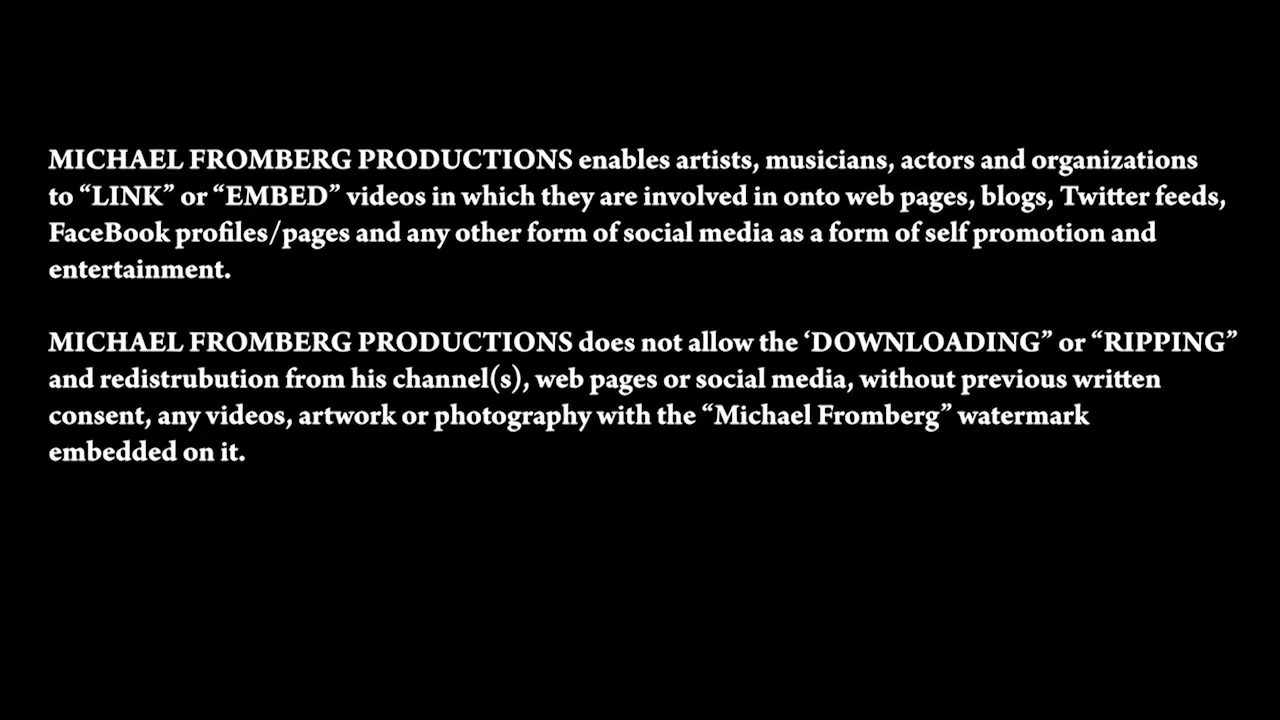 MICHAEL FROMBERG PRODUCTIONS enables artists, musicians, actors and organizations
to “LINK” or “EMBED” videos in which they are involved in onto web pages, blogs, Twitter feeds,
FaceBook profiles/pages and any other form of social media as a form of self promotion and
entertainment.
MICHAEL FROMBERG PRODUCTIONS does not allow the ‘DOWNLOADING” or “RIPPING”
and redistrubution from his channel(s), web pages or social media, without previous written
consent, any videos, artwork or photography with the “Michael Fromberg” watermark
embedded on it.